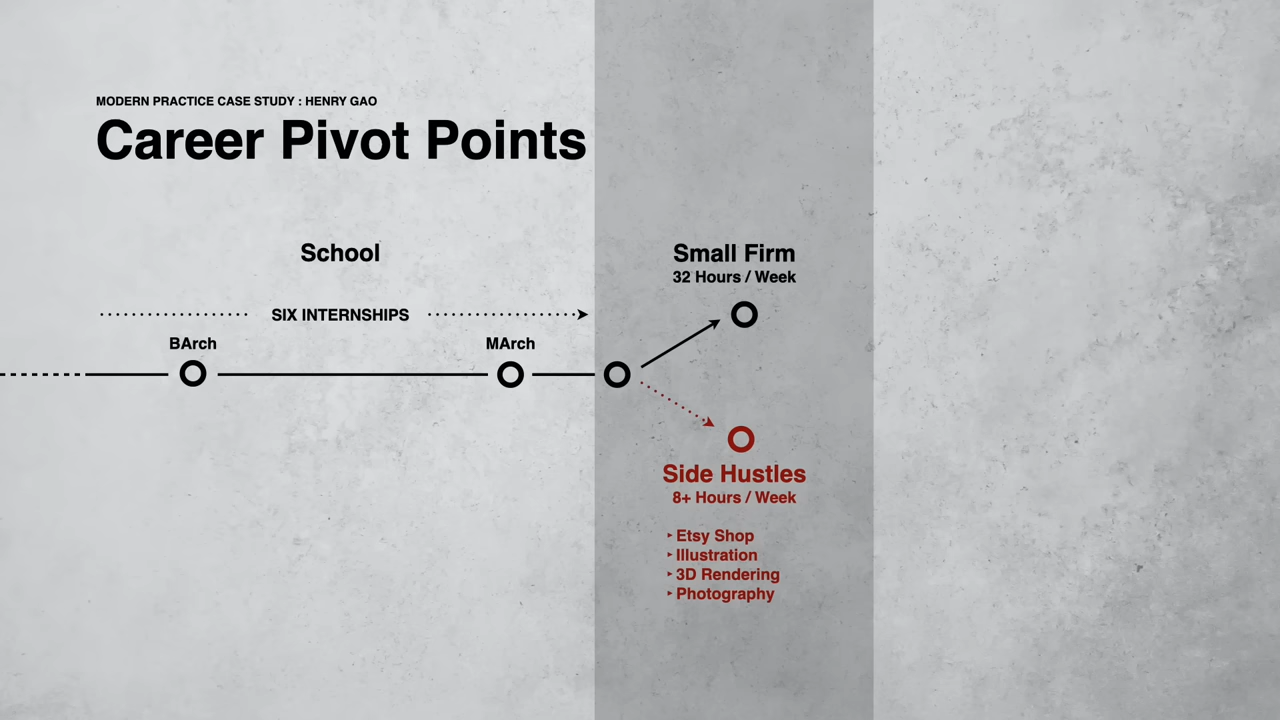 MODERN PRACTICE CASE STUDY : HENRY GAO
Career Pivot Points
School
SIX INTERNSHIPS
BArch
MArch
Small Firm
32 Hours / Week
Side Hustles
8+ Hours / Week
‣ Etsy Shop
‣ Illustration
‣ 3D Rendering
‣ Photography